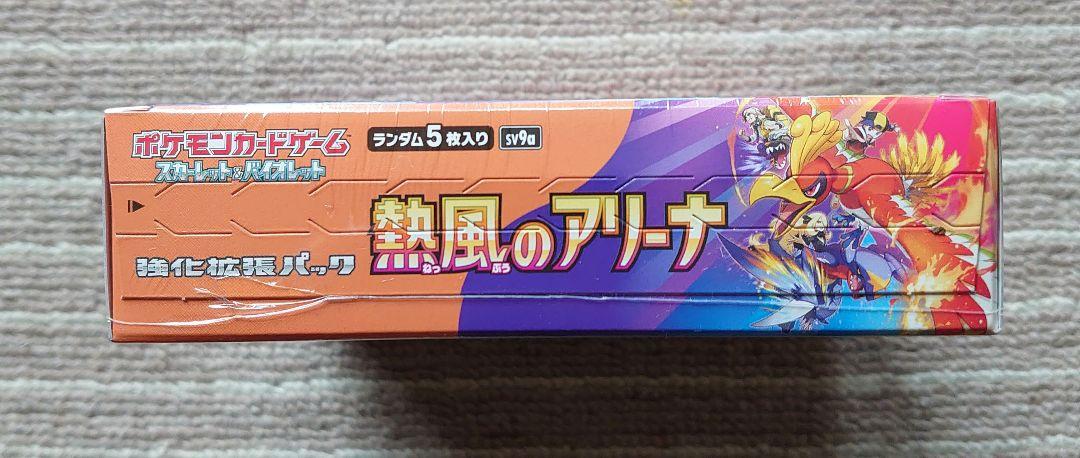 ポケモンカードゲーム
スカーレット&バイオレット
ランダム5枚入り sv9a
熱風のアリーナ
ねっ ぷう
強化拡張パック